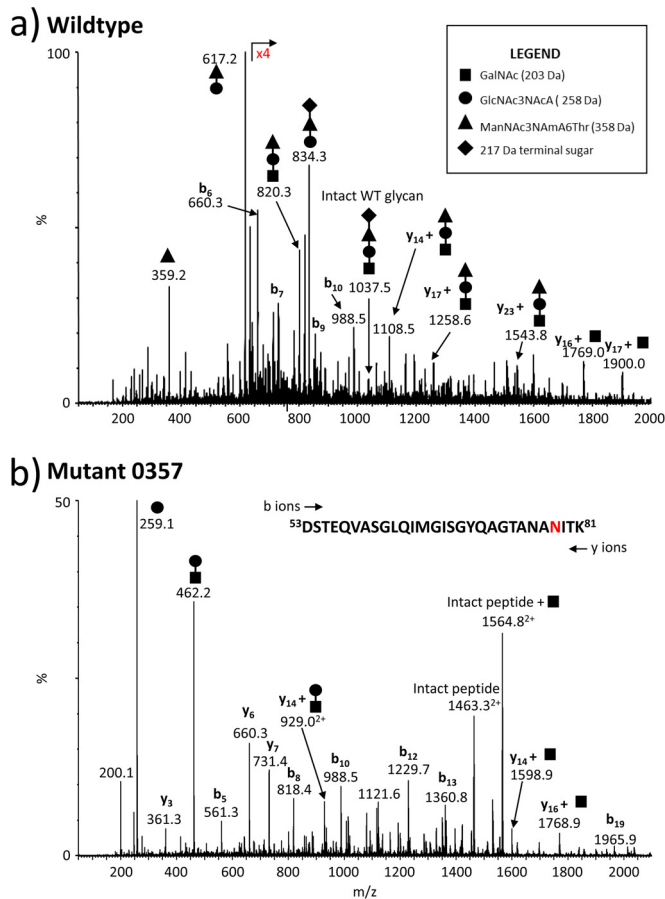 a) Wildtype
617.2
x4
100
LEGEND
GalNAc (203 Da)
GlcNAc3NAcA ( 258 Da)
ManNAc3NAmA6Thr (358 Da)
217 Da terminal sugar
834.3
820.3
b6
660.3
Intact WT glycan
1037.5
%
359.2
b7
b9
b10
988.5
y14 +
1108.5
y17 +
1258.6
y23 +
1543.8
y16 +
1769.0
y17 +
1900.0
0
200 400 600 800 1000 1200 1400 1600 1800 2000
b) Mutant 0357
50
259.1
b ions
53DSTEQVASGLQIMGISGYQAGTANANITK81
y ions
462.2
Intact peptide +
1564.82+
%
y14 +
929.02+
Intact peptide
1463.32+
y6
660.3
y7
731.4
200.1
y3
361.3
b5
561.3
b8
818.4
b10
988.5
1121.6
b12
1229.7
b13
1360.8
y14 +
1598.9
y16 +
1768.9
b19
1965.9
0
200 400 600 800 1000 1200 1400 1600 1800 2000
m/z